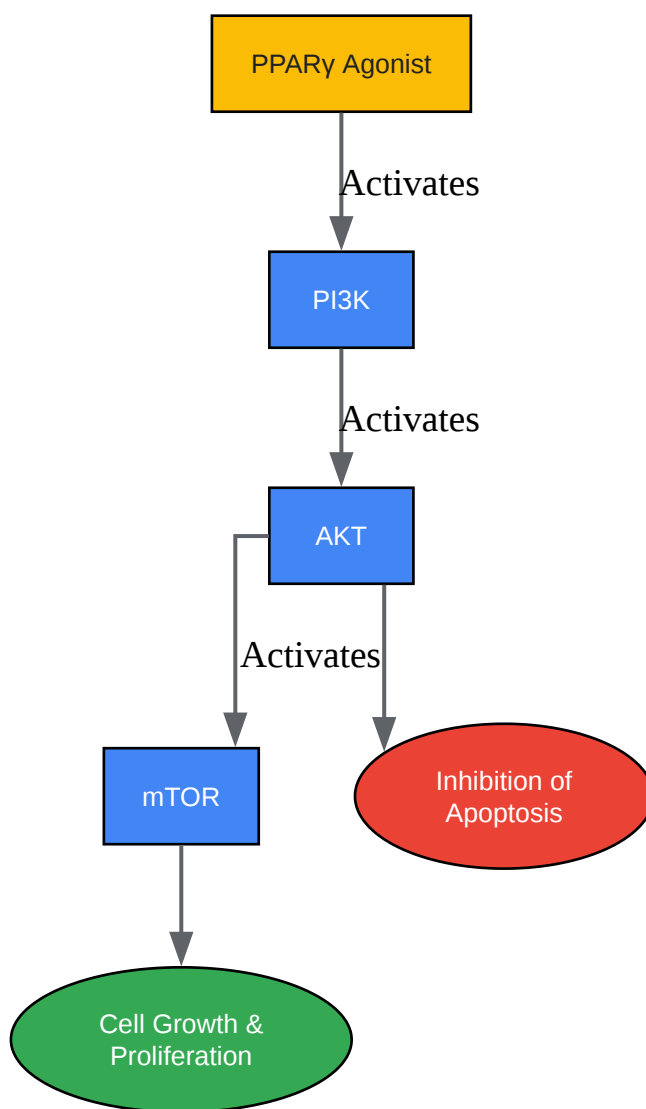 PPARγ Agonist
Activates
PI3K
Activates
AKT
Activates
mTOR
Inhibition of
Apoptosis
Cell Growth &
Proliferation